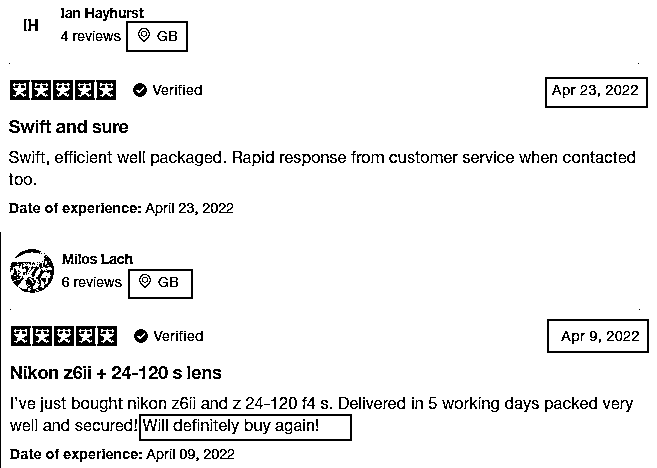 IH
Ian Hayhurst
4 reviews GB
Verified
Apr 23, 2022
Swift and sure
Swift, efficient well packaged. Rapid response from customer service when contacted
too.
Date of experience: April 23, 2022
Milos Lach
6 reviews GB
Verified
Apr 9, 2022
Nikon z6ii + 24-120 s lens
I've just bought nikon z6ii and z 24-120 f4 s. Delivered in 5 working days packed very
well and secured! Will definitely buy again!
Date of experience: April 09, 2022